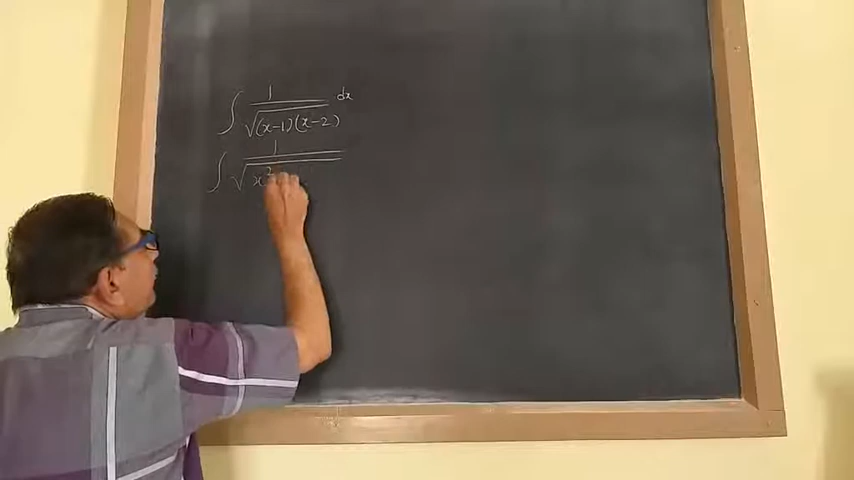 ∫ 1/√((x-1)(x-2)) dx
∫ 1/√(x²